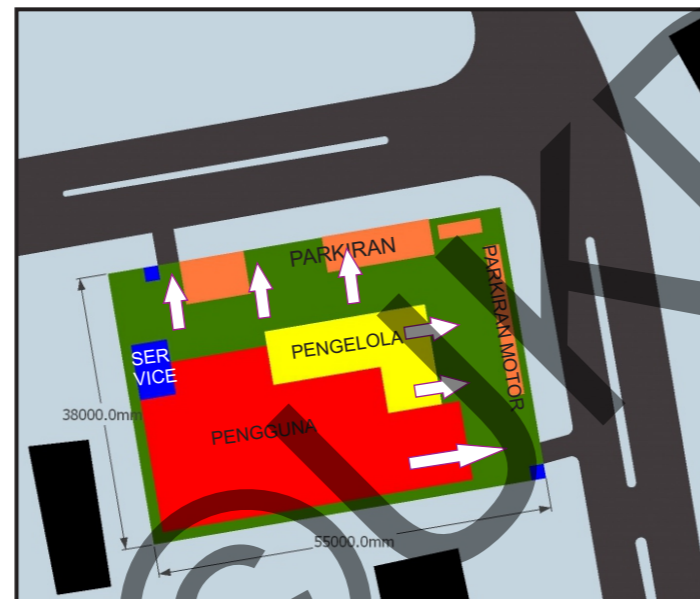 PARKIRAN
PARKIRAN MOTOR
PENGELOLA
SER
VICE
PENGGUNA
38000.0mm
55000.0mm